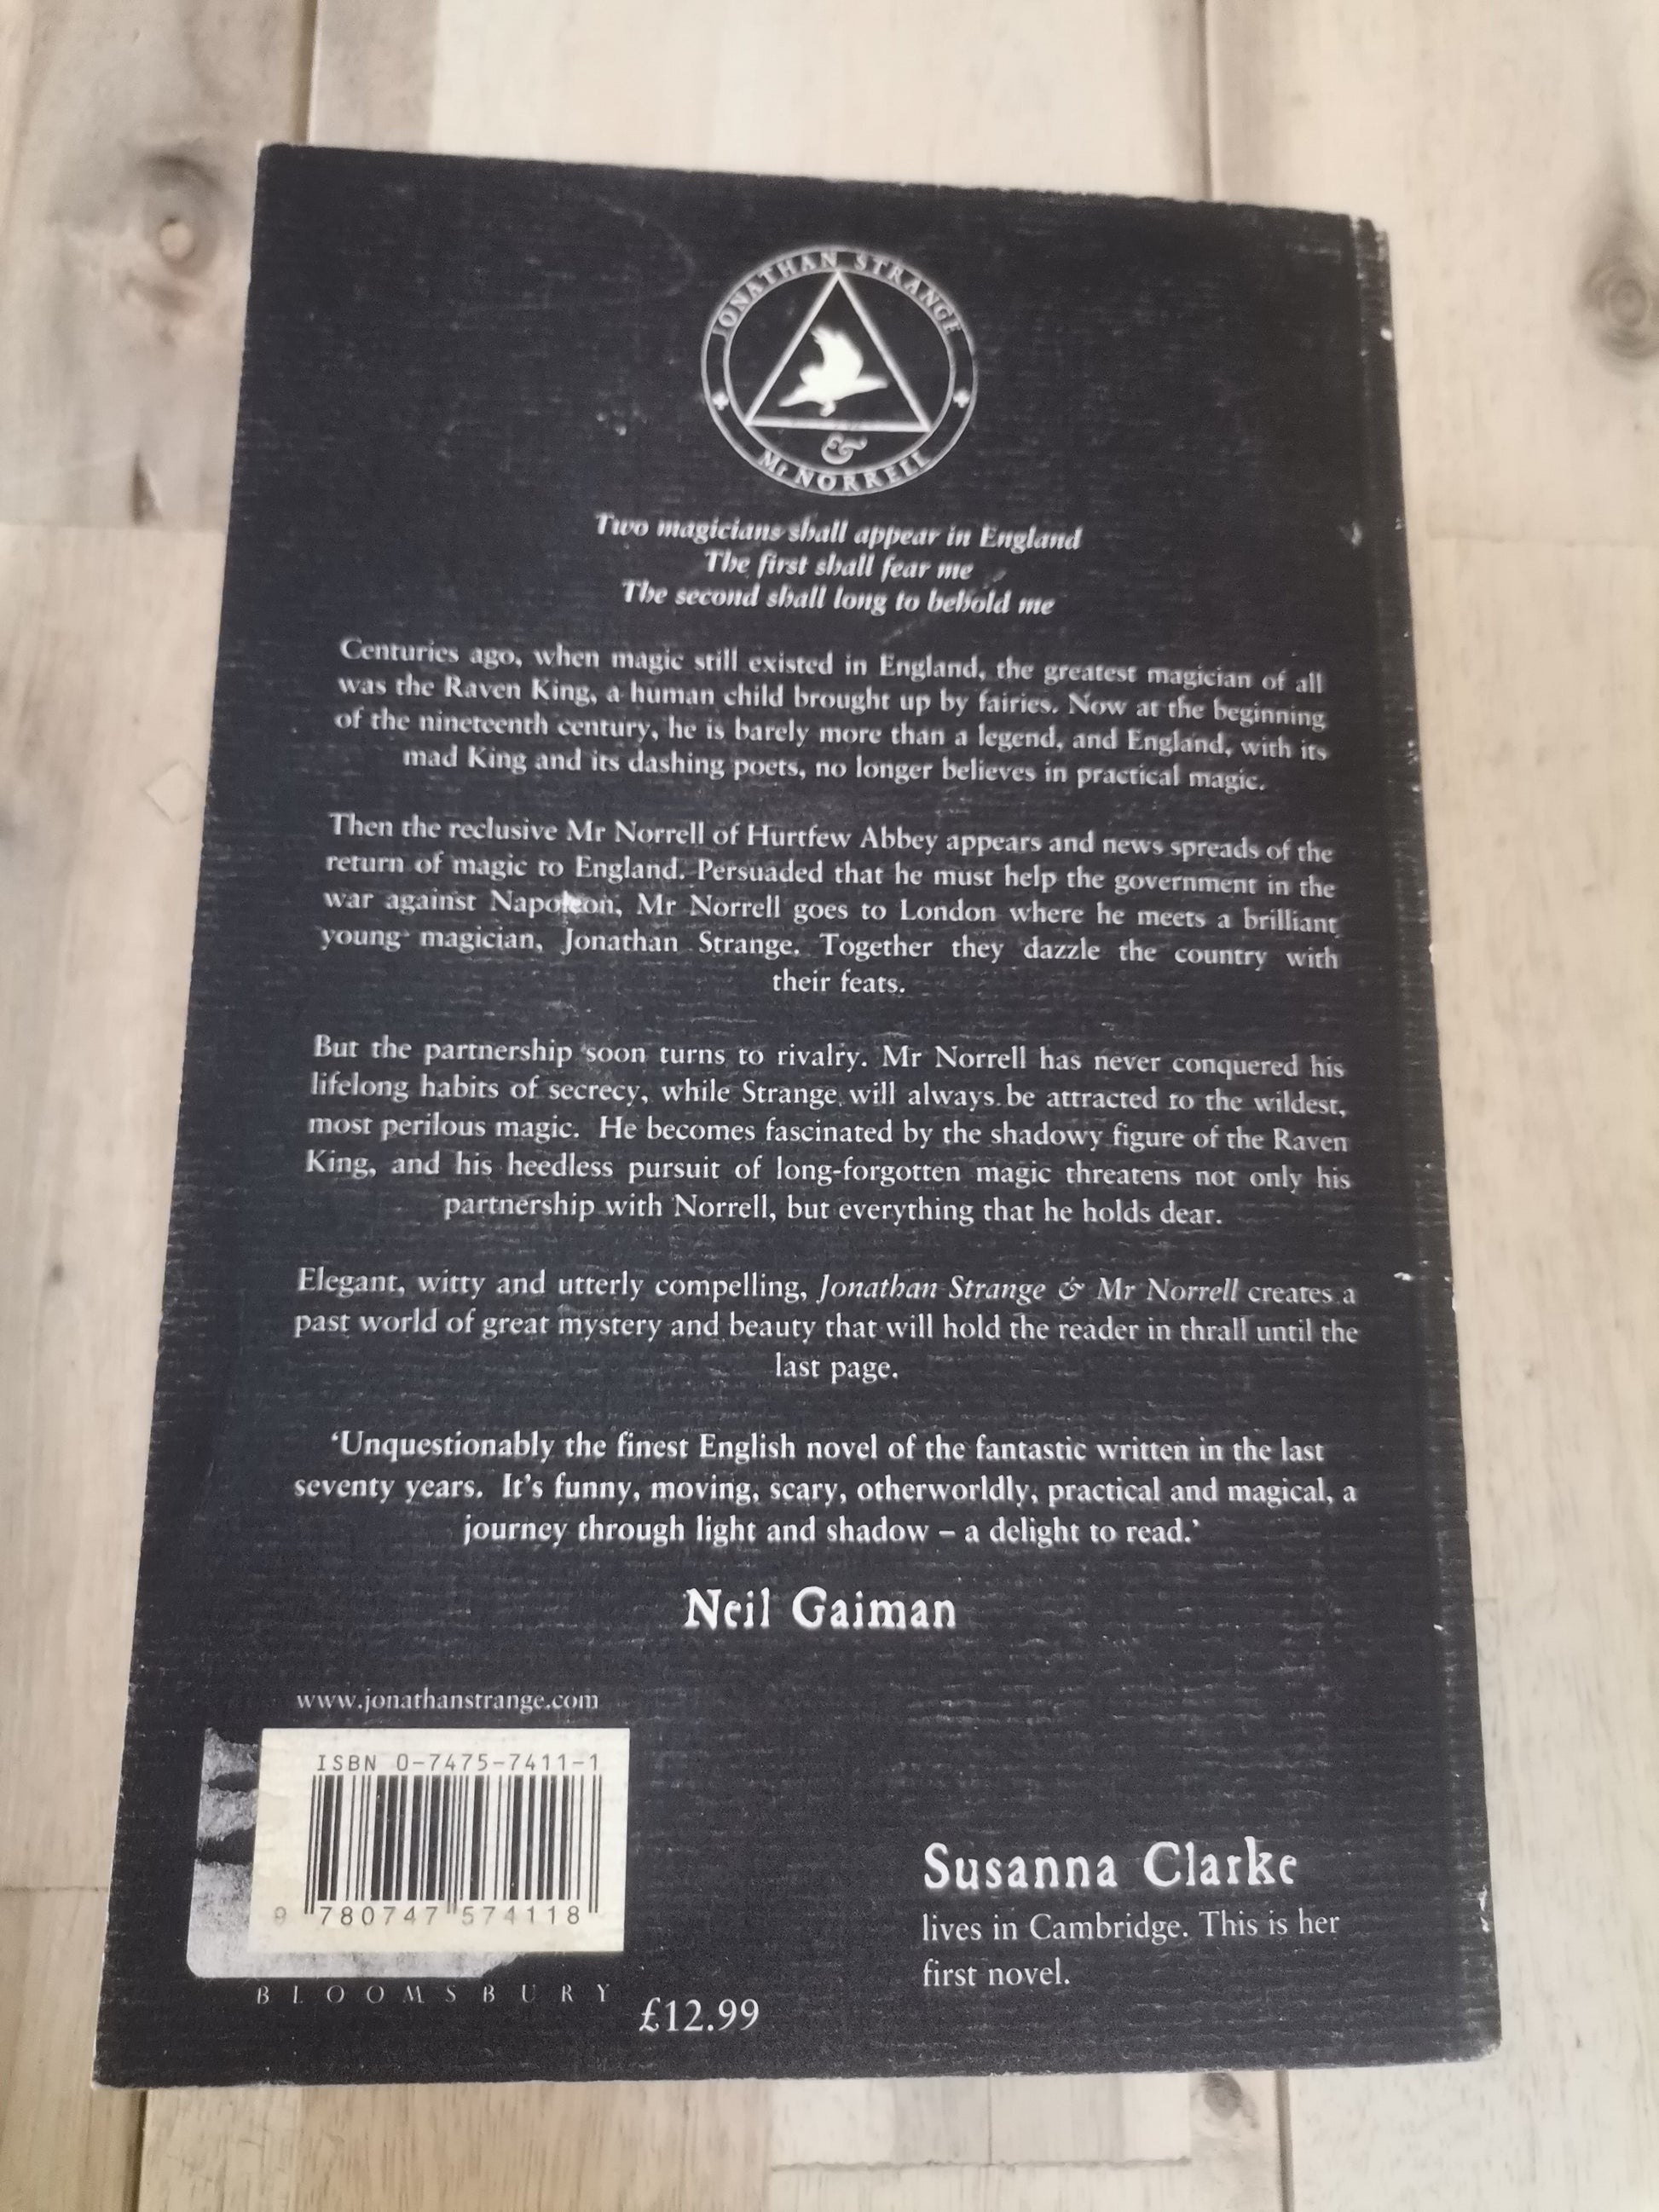 JONATHAN STRANGE
&
Mr NORRELL
Two magicians shall appear in England
The first shall fear me
The second shall long to behold me
Centuries ago, when magic still existed in England, the greatest magician of all
was the Raven King, a human child brought up by fairies. Now at the beginning
of the nineteenth century, he is barely more than a legend, and England, with its
mad King and its dashing poets, no longer believes in practical magic.
Then the reclusive Mr Norrell of Hurtfew Abbey appears and news spreads of the
return of magic to England. Persuaded that he must help the government in the
war against Napoleon, Mr Norrell goes to London where he meets a brilliant
young magician, Jonathan Strange. Together they dazzle the country with
their feats.
But the partnership soon turns to rivalry. Mr Norrell has never conquered his
lifelong habits of secrecy, while Strange will always be attracted to the wildest,
most perilous magic. He becomes fascinated by the shadowy figure of the Raven
King, and his heedless pursuit of long-forgotten magic threatens not only his
partnership with Norrell, but everything that he holds dear.
Elegant, witty and utterly compelling, Jonathan Strange & Mr Norrell creates a
past world of great mystery and beauty that will hold the reader in thrall until the
last page.
‘Unquestionably the finest English novel of the fantastic written in the last
seventy years. It's funny, moving, scary, otherworldly, practical and magical, a
journey through light and shadow – a delight to read.’
Neil Gaiman
www.jonathanstrange.com
ISBN 0-7475-7411-1
9 780747 574118
BLOOMSBURY
£12.99
Susanna Clarke
lives in Cambridge. This is her
first novel.